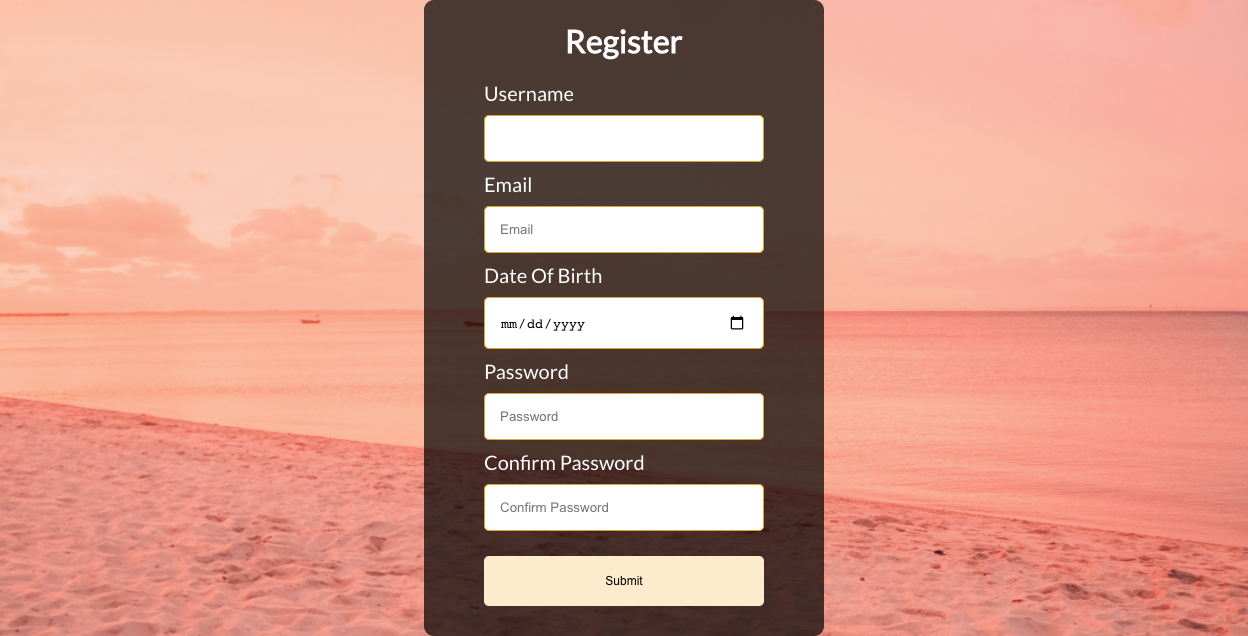 Register
Username
Email
Email
Date Of Birth
mm/dd/yyyy
Password
Password
Confirm Password
Confirm Password
Submit